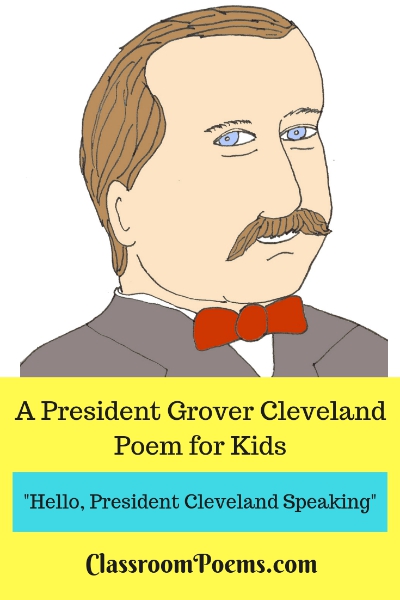 A President Grover Cleveland
Poem for Kids
"Hello, President Cleveland Speaking"
ClassroomPoems.com